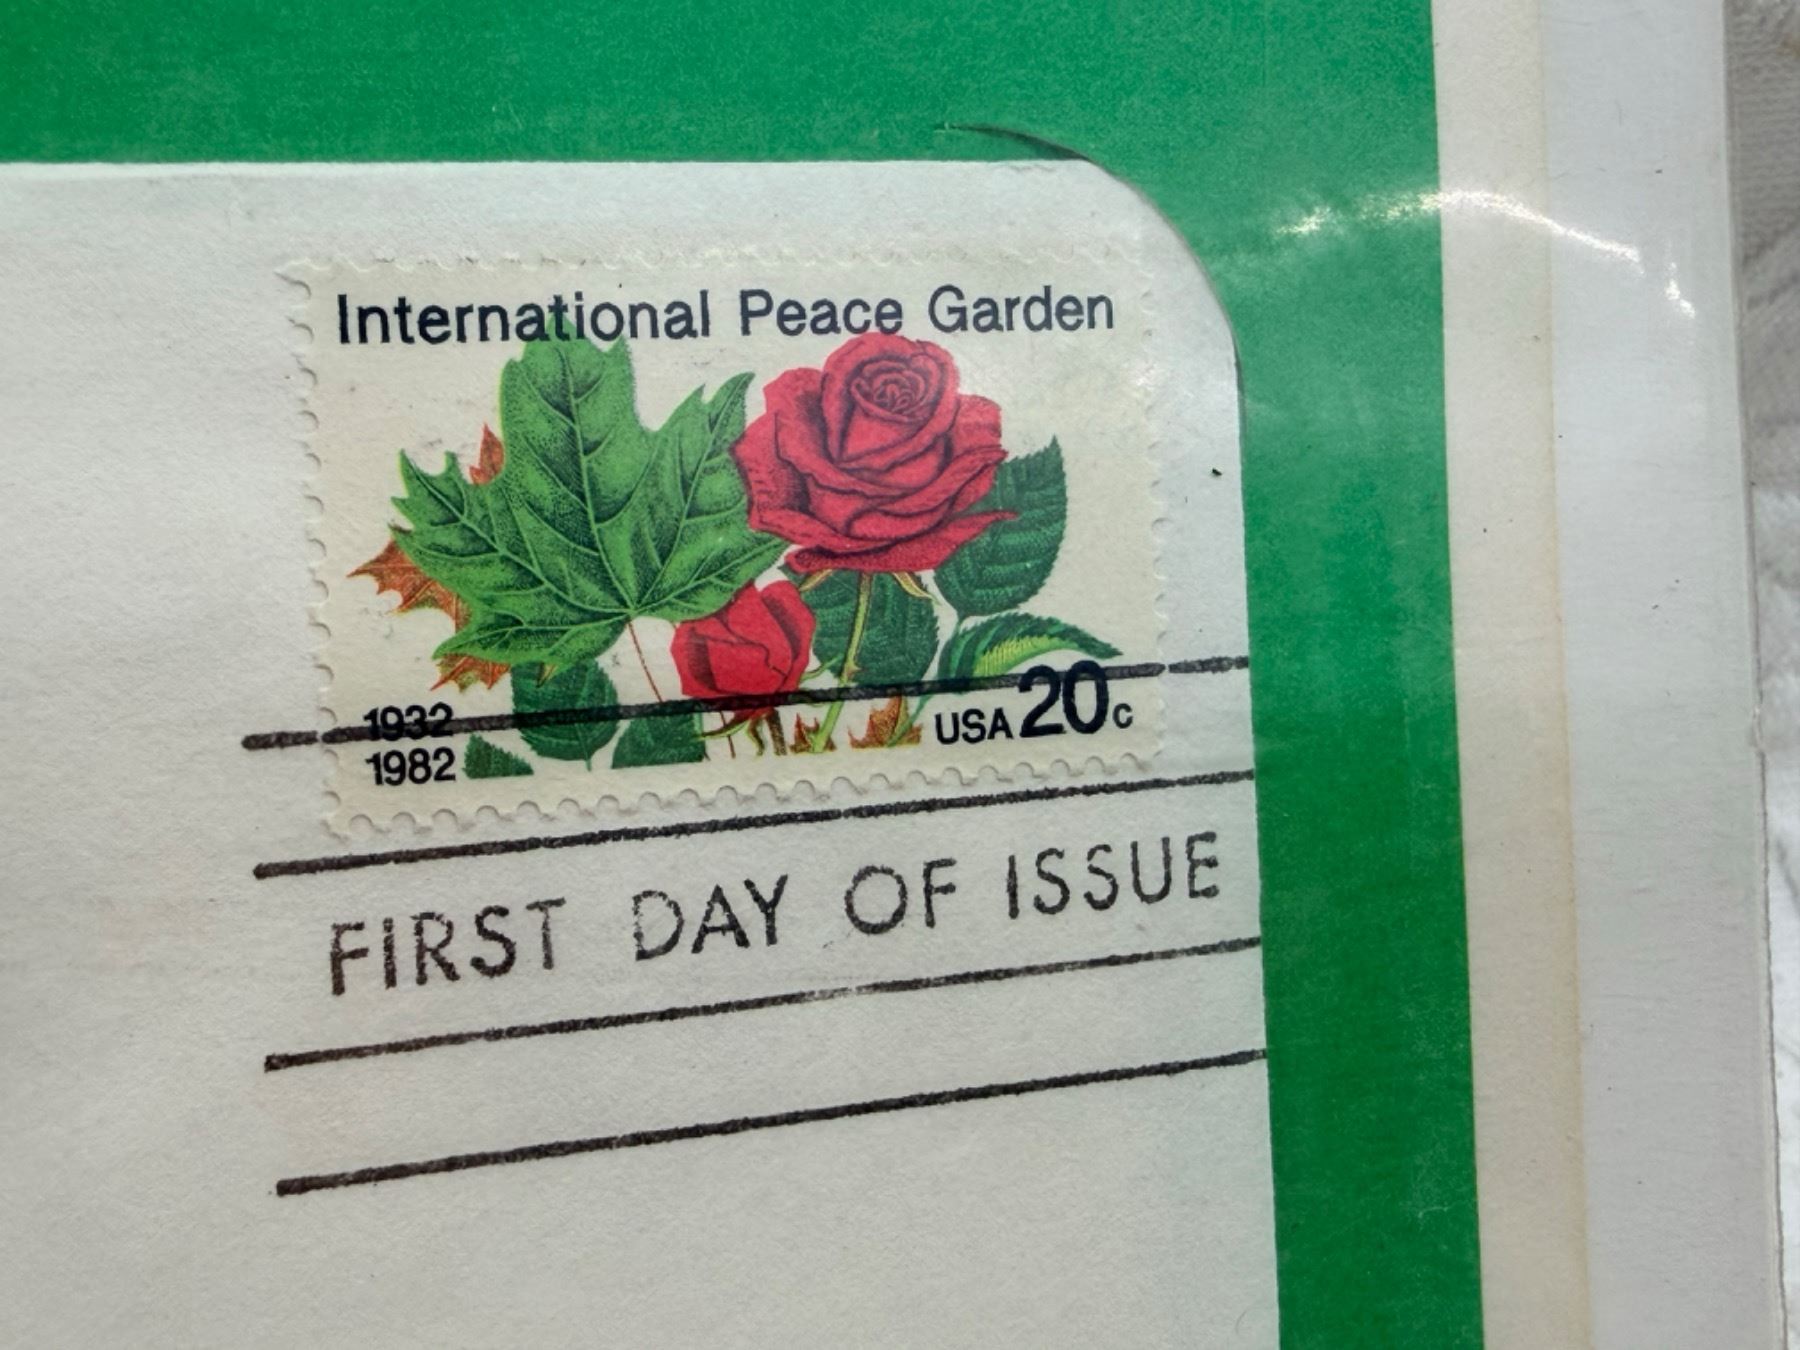 International Peace Garden
1932
1982
USA 20c
FIRST DAY OF ISSUE